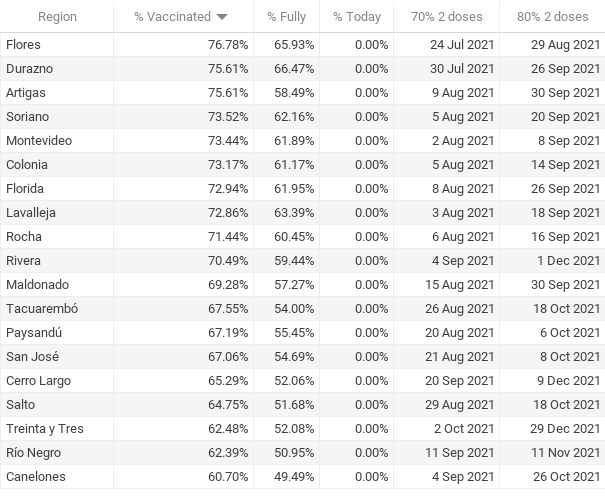 Region % Vaccinated % Fully % Today 70% 2 doses 80% 2 doses
Flores 76.78% 65.93% 0.00% 24 Jul 2021 29 Aug 2021
Durazno 75.61% 66.47% 0.00% 30 Jul 2021 26 Sep 2021
Artigas 75.61% 58.49% 0.00% 9 Aug 2021 30 Sep 2021
Soriano 73.52% 62.16% 0.00% 5 Aug 2021 20 Sep 2021
Montevideo 73.44% 61.89% 0.00% 2 Aug 2021 8 Sep 2021
Colonia 73.17% 61.17% 0.00% 5 Aug 2021 14 Sep 2021
Florida 72.94% 61.95% 0.00% 8 Aug 2021 26 Sep 2021
Lavalleja 72.86% 63.39% 0.00% 3 Aug 2021 18 Sep 2021
Rocha 71.44% 60.45% 0.00% 6 Aug 2021 16 Sep 2021
Rivera 70.49% 59.44% 0.00% 4 Sep 2021 1 Dec 2021
Maldonado 69.28% 57.27% 0.00% 15 Aug 2021 30 Sep 2021
Tacuarembó 67.55% 54.00% 0.00% 26 Aug 2021 18 Oct 2021
Paysandú 67.19% 55.45% 0.00% 20 Aug 2021 6 Oct 2021
San José 67.06% 54.69% 0.00% 21 Aug 2021 8 Oct 2021
Cerro Largo 65.29% 52.06% 0.00% 20 Sep 2021 9 Dec 2021
Salto 64.75% 51.68% 0.00% 29 Aug 2021 18 Oct 2021
Treinta y Tres 62.48% 52.08% 0.00% 2 Oct 2021 29 Dec 2021
Río Negro 62.39% 50.95% 0.00% 11 Sep 2021 11 Nov 2021
Canelones 60.70% 49.49% 0.00% 4 Sep 2021 26 Oct 2021